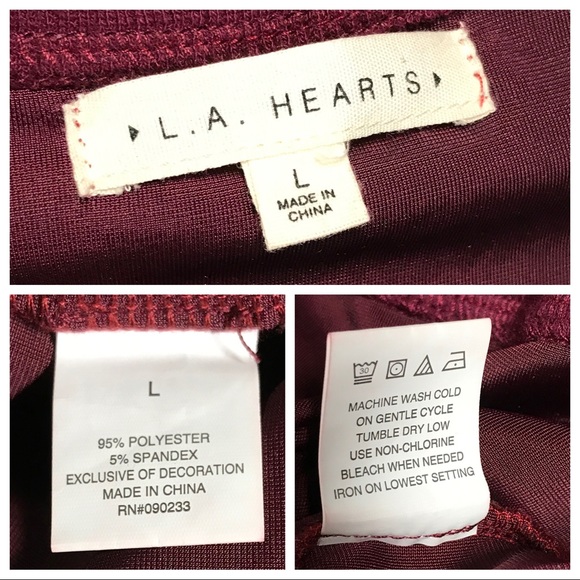 L.A. HEARTS
L
MADE IN
CHINA
L
95% POLYESTER
5% SPANDEX
EXCLUSIVE OF DECORATION
MADE IN CHINA
RN#090233
30
MACHINE WASH COLD
ON GENTLE CYCLE
TUMBLE DRY LOW
USE NON-CHLORINE
BLEACH WHEN NEEDED
IRON ON LOWEST SETTING